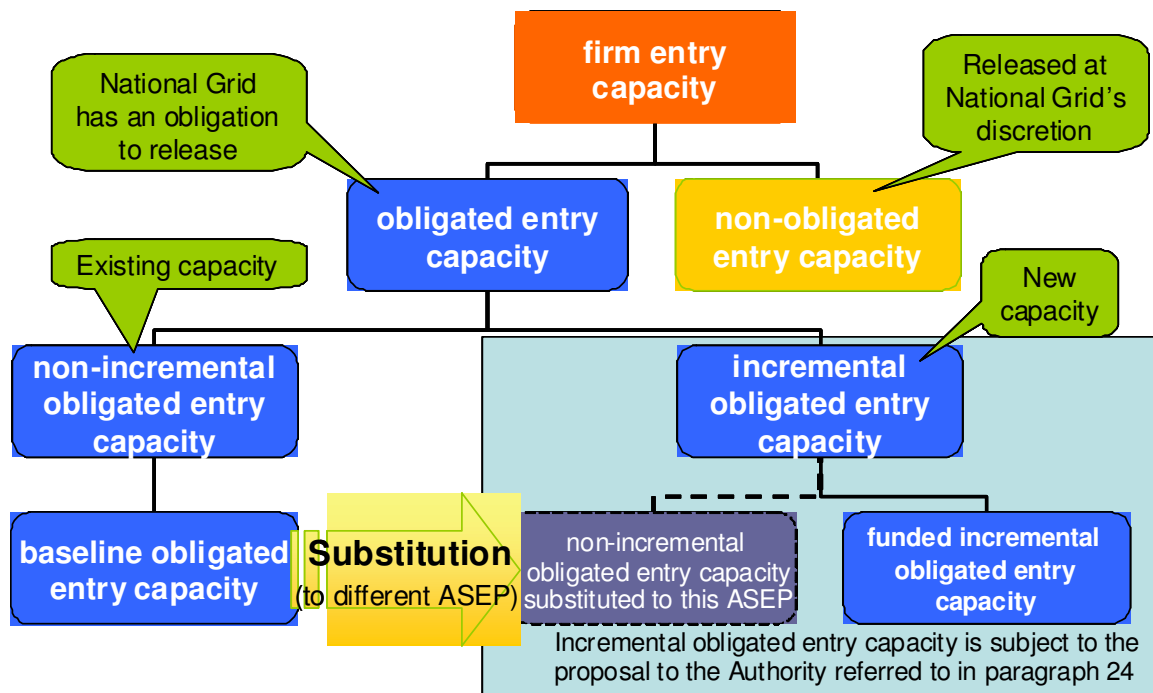 firm entry
capacity
National Grid
has an obligation
to release
Released at
National Grid's
discretion
obligated entry
capacity
non-obligated
entry capacity
Existing capacity
New
capacity
non-incremental
obligated entry
capacity
incremental
obligated entry
capacity
baseline obligated
entry capacity
Substitution
(to different ASEP)
non-incremental
obligated entry capacity
substituted to this ASEP
funded incremental
obligated entry
capacity
Incremental obligated entry capacity is subject to the
proposal to the Authority referred to in paragraph 24